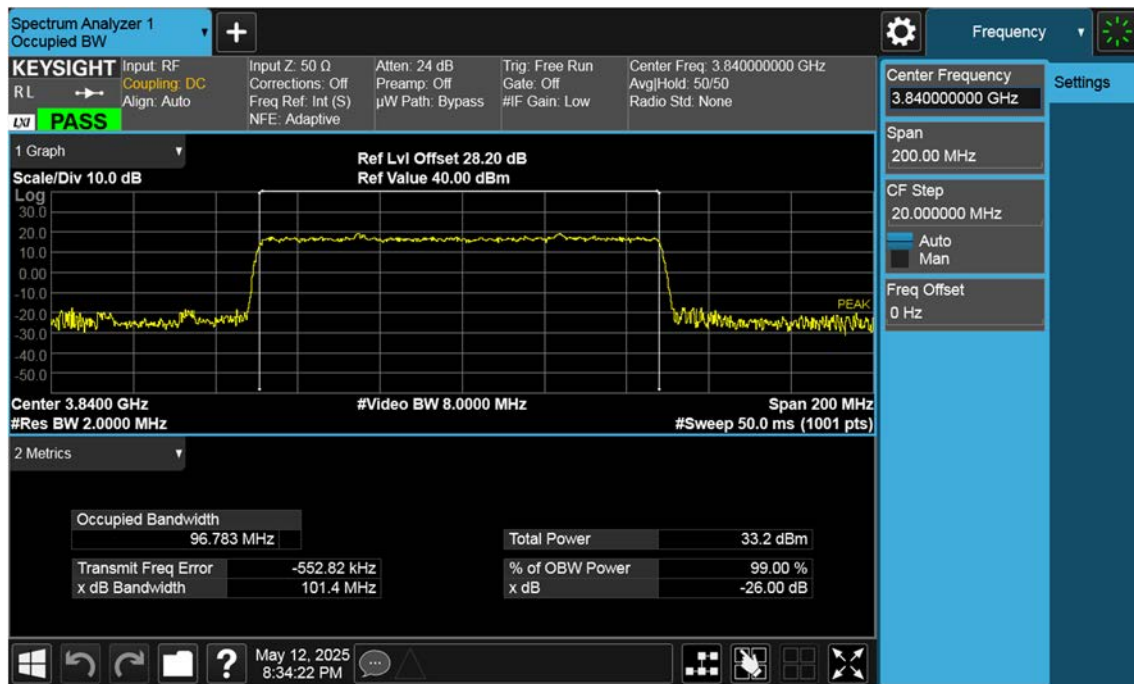 Spectrum Analyzer 1
Occupied BW
+
Frequency
KEYSIGHT
RL
LXI PASS
Input: RF
Coupling: DC
Align: Auto
Input Z: 50 Ω
Corrections: Off
Freq Ref: Int (S)
NFE: Adaptive
Atten: 24 dB
Preamp: Off
µW Path: Bypass
Trig: Free Run
Gate: Off
#IF Gain: Low
Center Freq: 3.840000000 GHz
Avg|Hold: 50/50
Radio Std: None
Center Frequency
3.840000000 GHz
Settings
Span
200.00 MHz
CF Step
20.000000 MHz
Auto
Man
Freq Offset
0 Hz
1 Graph
Scale/Div 10.0 dB
Ref Lvl Offset 28.20 dB
Ref Value 40.00 dBm
Log
30.0
20.0
10.0
0.00
-10.0
-20.0
-30.0
-40.0
-50.0
PEAK
Center 3.8400 GHz
#Video BW 8.0000 MHz
Span 200 MHz
#Res BW 2.0000 MHz
#Sweep 50.0 ms (1001 pts)
2 Metrics
Occupied Bandwidth
96.783 MHz
Total Power 33.2 dBm
Transmit Freq Error -552.82 kHz
% of OBW Power 99.00 %
x dB Bandwidth 101.4 MHz
x dB -26.00 dB
?
May 12, 2025
8:34:22 PM